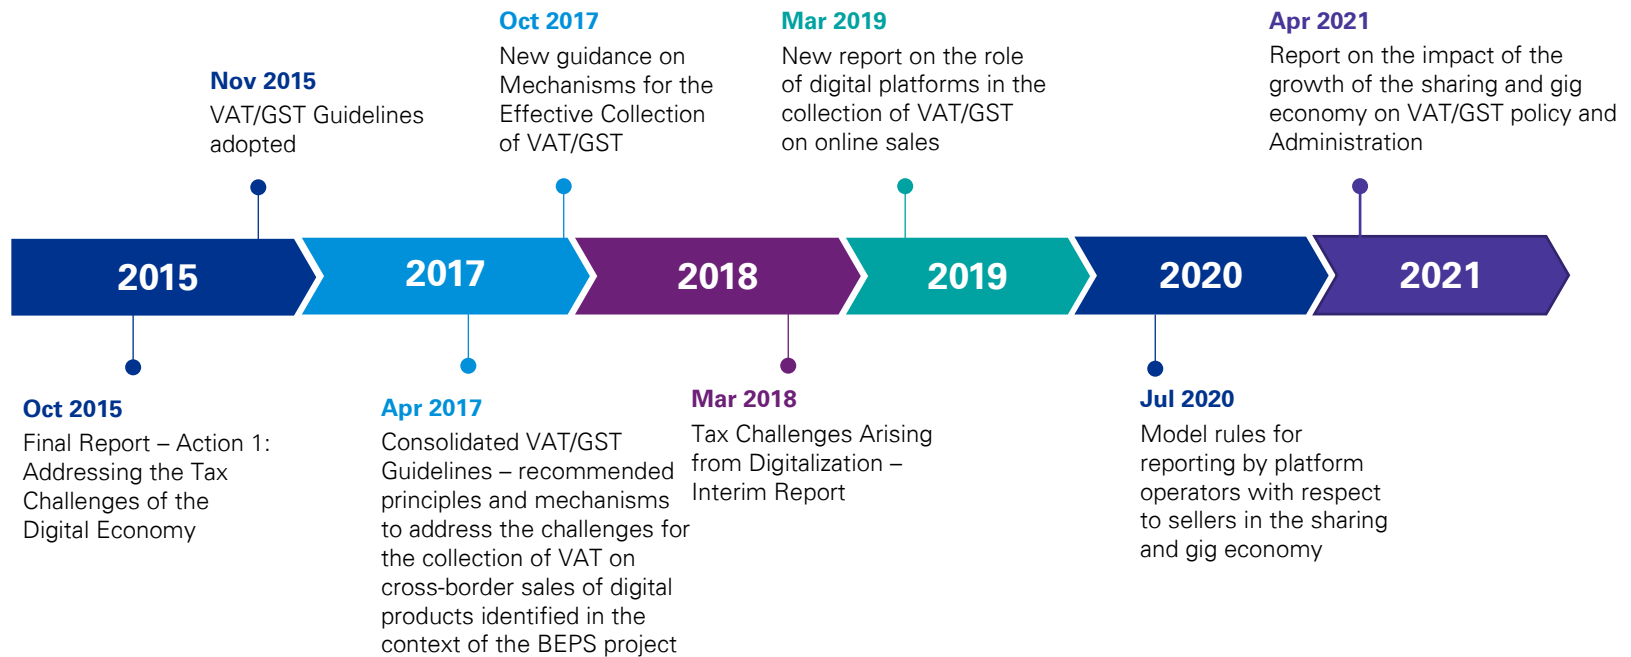 Oct 2017
New guidance on
Mechanisms for the
Effective Collection
of VAT/GST
Mar 2019
New report on the role
of digital platforms in the
collection of VAT/GST
on online sales
Apr 2021
Report on the impact of the
growth of the sharing and gig
economy on VAT/GST policy and
Administration
Nov 2015
VAT/GST Guidelines
adopted
2015
2017
2018
2019
2020
2021
Oct 2015
Final Report – Action 1:
Addressing the Tax
Challenges of the
Digital Economy
Apr 2017
Consolidated VAT/GST
Guidelines – recommended
principles and mechanisms
to address the challenges for
the collection of VAT on
cross-border sales of digital
products identified in the
context of the BEPS project
Mar 2018
Tax Challenges Arising
from Digitalization –
Interim Report
Jul 2020
Model rules for
reporting by platform
operators with respect
to sellers in the sharing
and gig economy